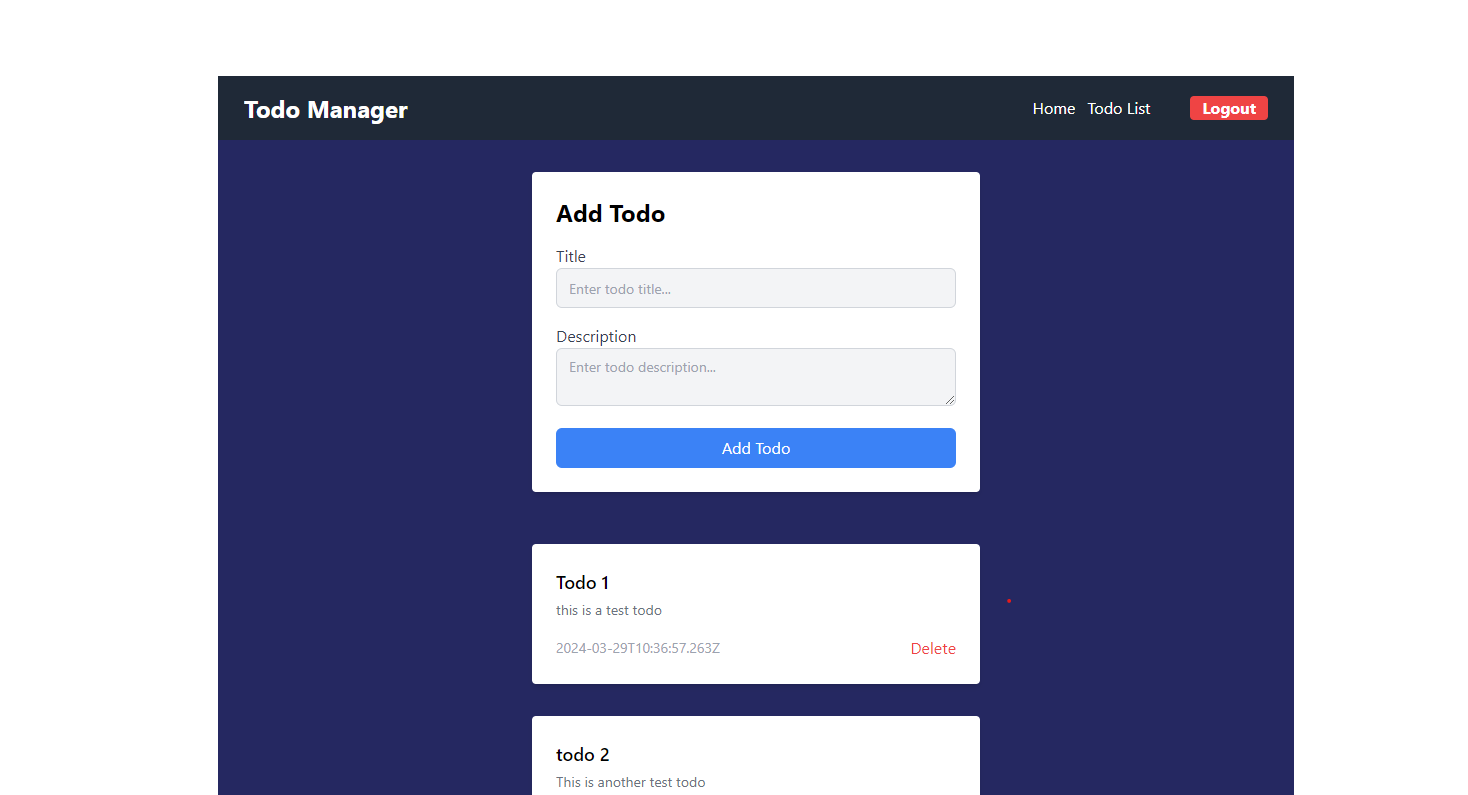 Todo Manager
Home Todo List Logout
Add Todo
Title
Enter todo title...
Description
Enter todo description...
Add Todo
Todo 1
this is a test todo
2024-03-29T10:36:57.263Z Delete
todo 2
This is another test todo